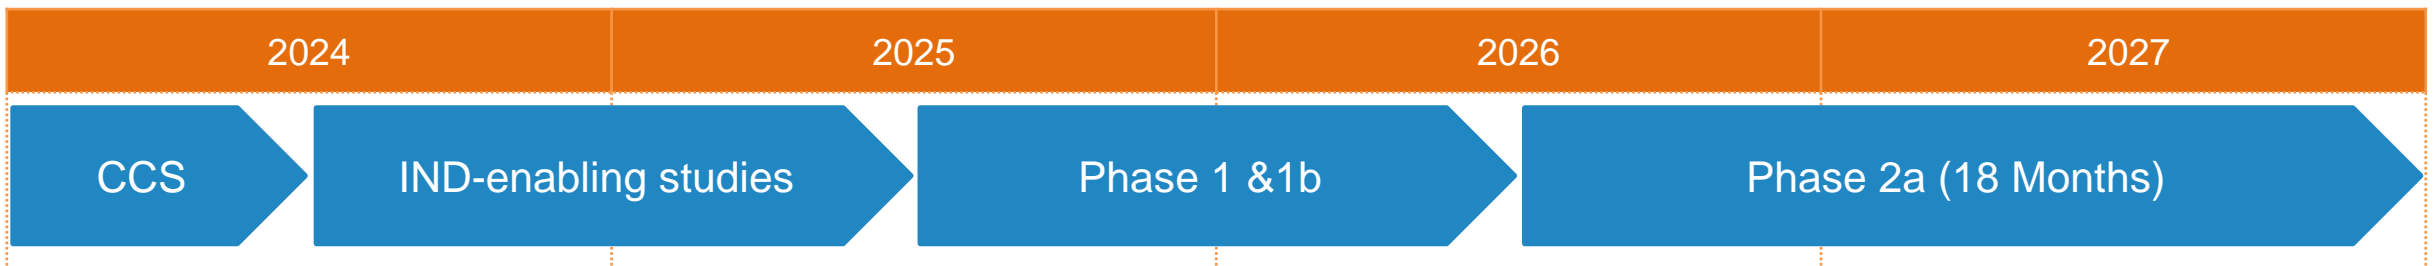 2024
2025
2026
2027
CCS
IND-enabling studies
Phase 1 &1b
Phase 2a (18 Months)